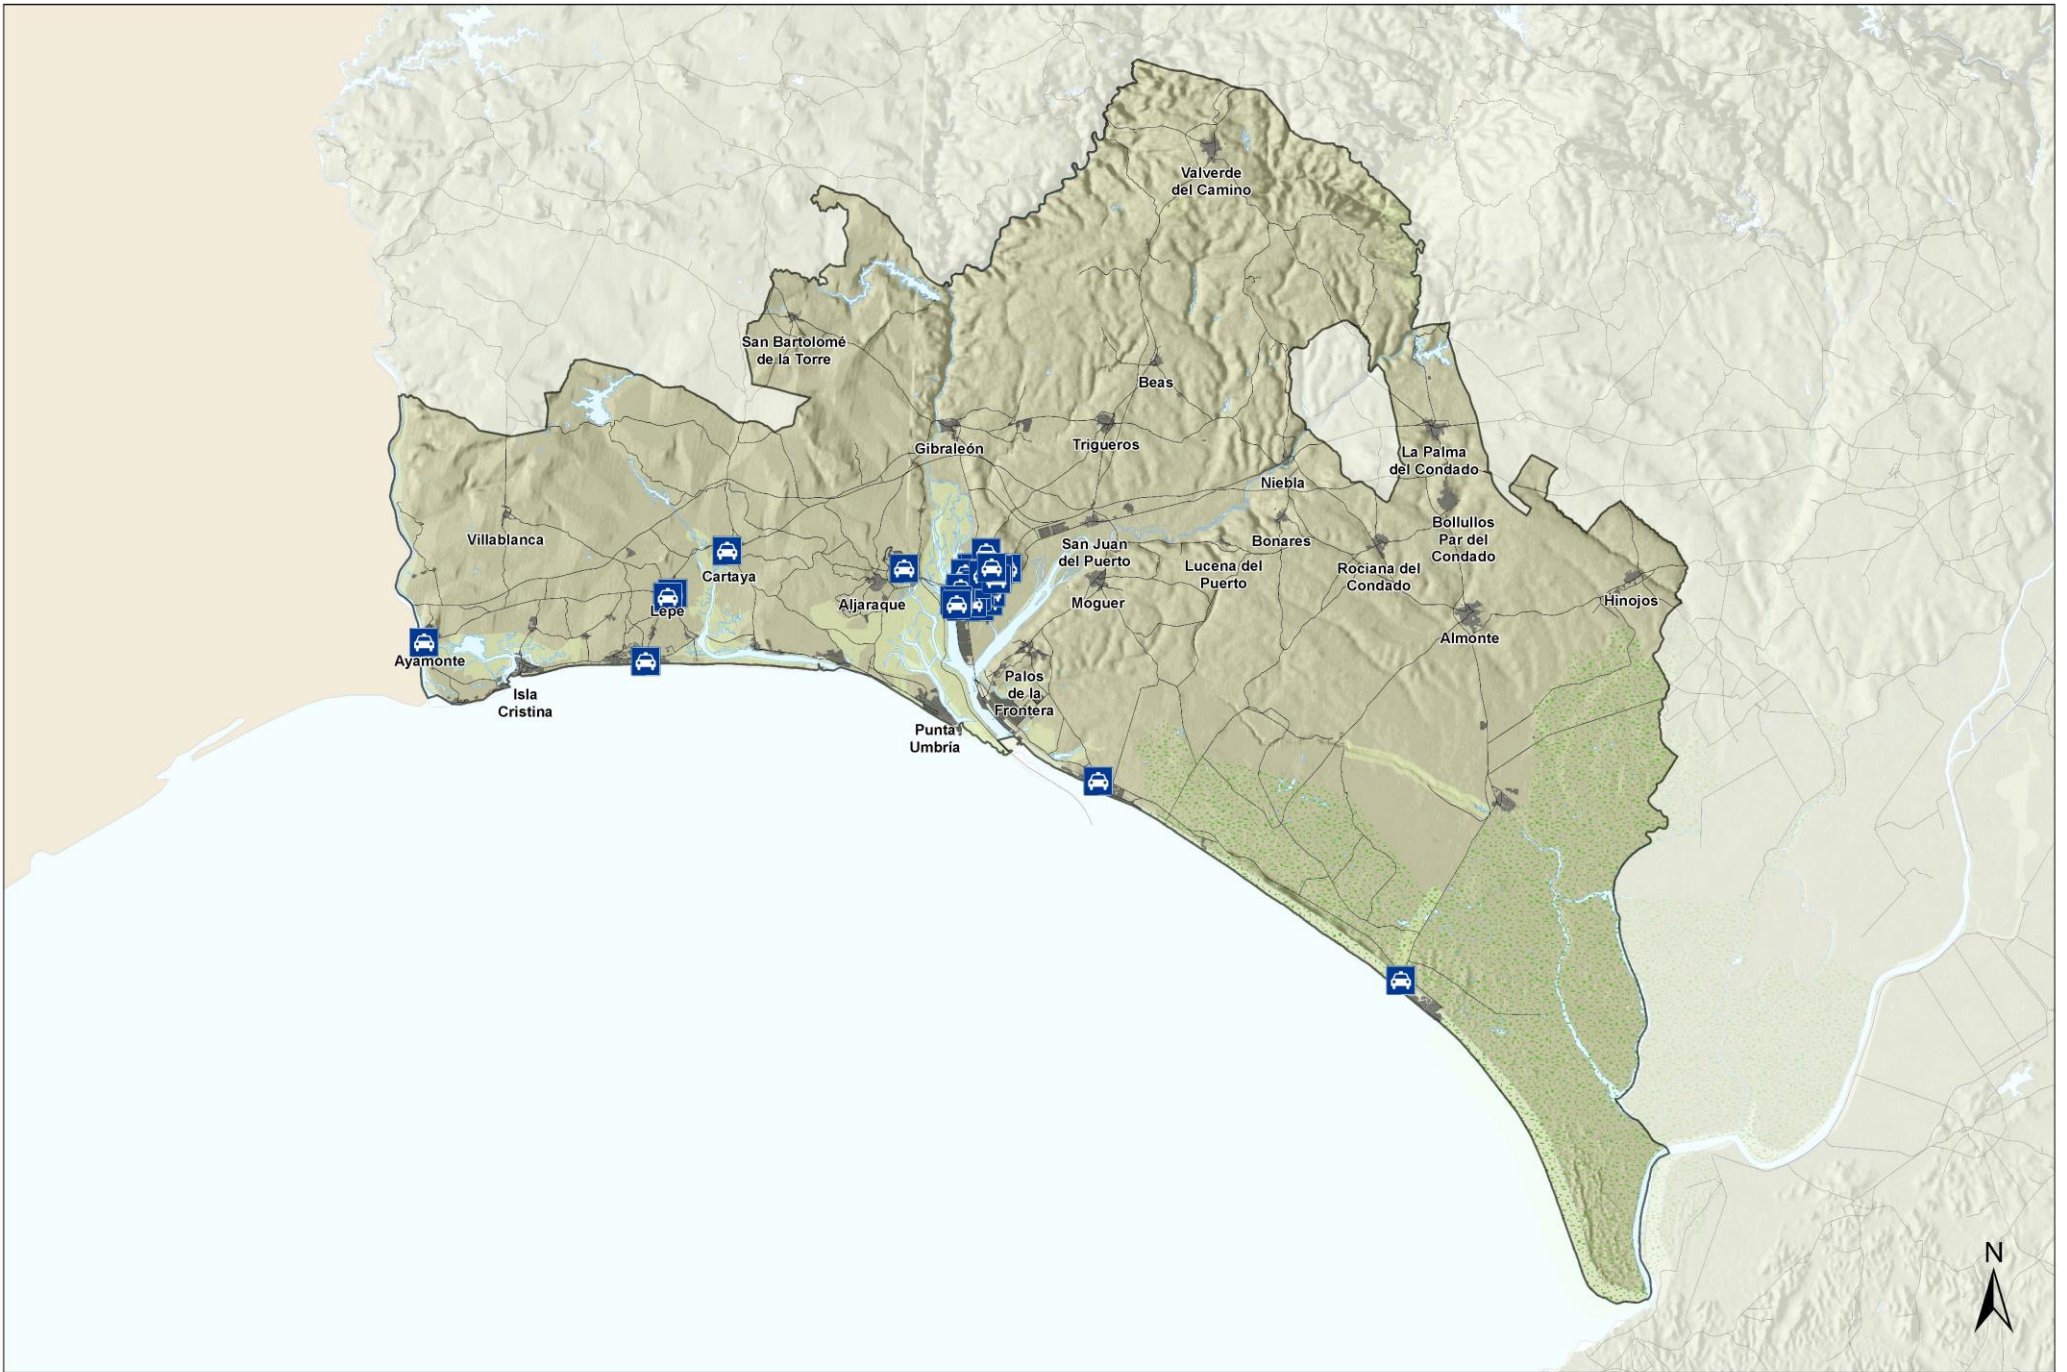 Valverde
del Camino
San Bartolomé
de la Torre
Beas
Gibraleón
Trigueros
La Palma
del Condado
Niebla
Villablanca
Bollullos
Par del
Condado
San Juan
del Puerto
Bonares
Cartaya
Lucena del
Puerto
Rociana del
Condado
Aljaraque
Moguer
Hinojos
Lepe
Almonte
Ayamonte
Isla
Cristina
Palos
de la
Frontera
Punta
Umbría
N